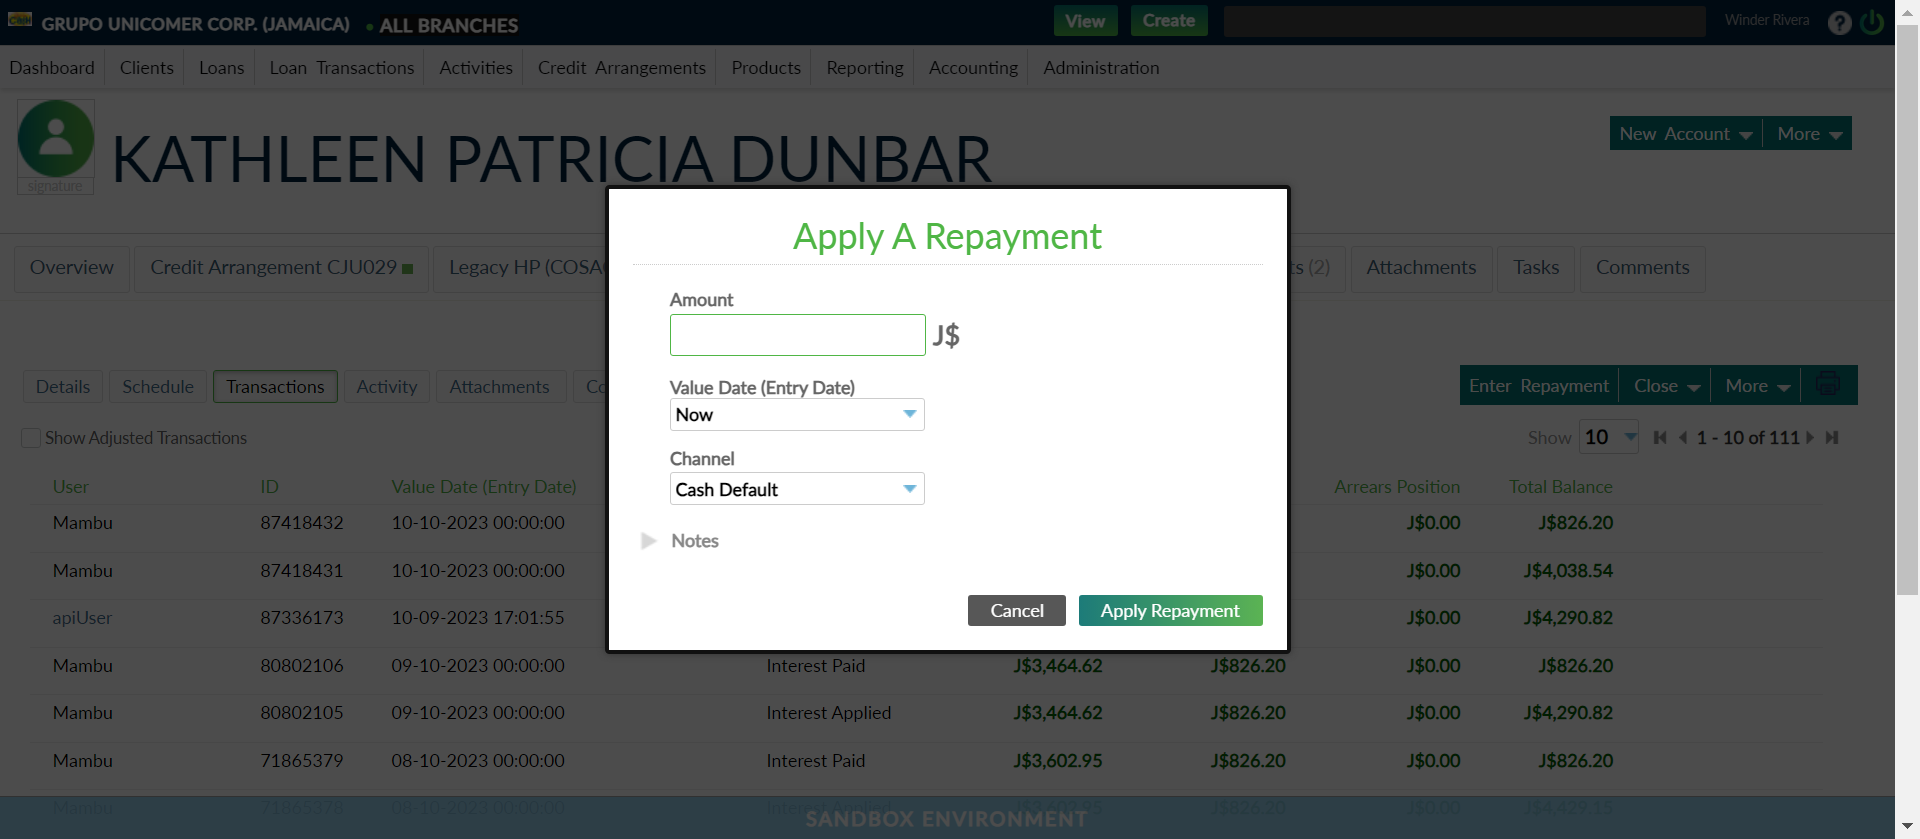 GRUPO UNICOMER CORP. (JAMAICA) ALL BRANCHES View Create Winder Rivera ?
Dashboard Clients Loans Loan Transactions Activities Credit Arrangements Products Reporting Accounting Administration
signature
KATHLEEN PATRICIA DUNBAR
New Account More
Overview Credit Arrangement CJU029 Legacy HP (COSA (2) Attachments Tasks Comments
Apply A Repayment
Amount
J$
Value Date (Entry Date)
Now
Channel
Cash Default
Notes
Cancel Apply Repayment
Details Schedule Transactions Activity Attachments Enter Repayment Close More
Show Adjusted Transactions Show 10 1 - 10 of 111
User ID Value Date (Entry Date) Arrears Position Total Balance
Mambu 87418432 10-10-2023 00:00:00 J$0.00 J$826.20
Mambu 87418431 10-10-2023 00:00:00 J$0.00 J$4,038.54
apiUser 87336173 10-09-2023 17:01:55 J$0.00 J$4,290.82
Mambu 80802106 09-10-2023 00:00:00 Interest Paid J$3,464.62 J$826.20 J$0.00 J$826.20
Mambu 80802105 09-10-2023 00:00:00 Interest Applied J$3,464.62 J$826.20 J$0.00 J$4,290.82
Mambu 71865379 08-10-2023 00:00:00 Interest Paid J$3,602.95 J$826.20 J$0.00 J$826.20
Mambu 71865378 08-10-2023 00:00:00 Interest Applied J$3,602.95 J$826.20 J$0.00 J$4,429.15
SANDBOX ENVIRONMENT